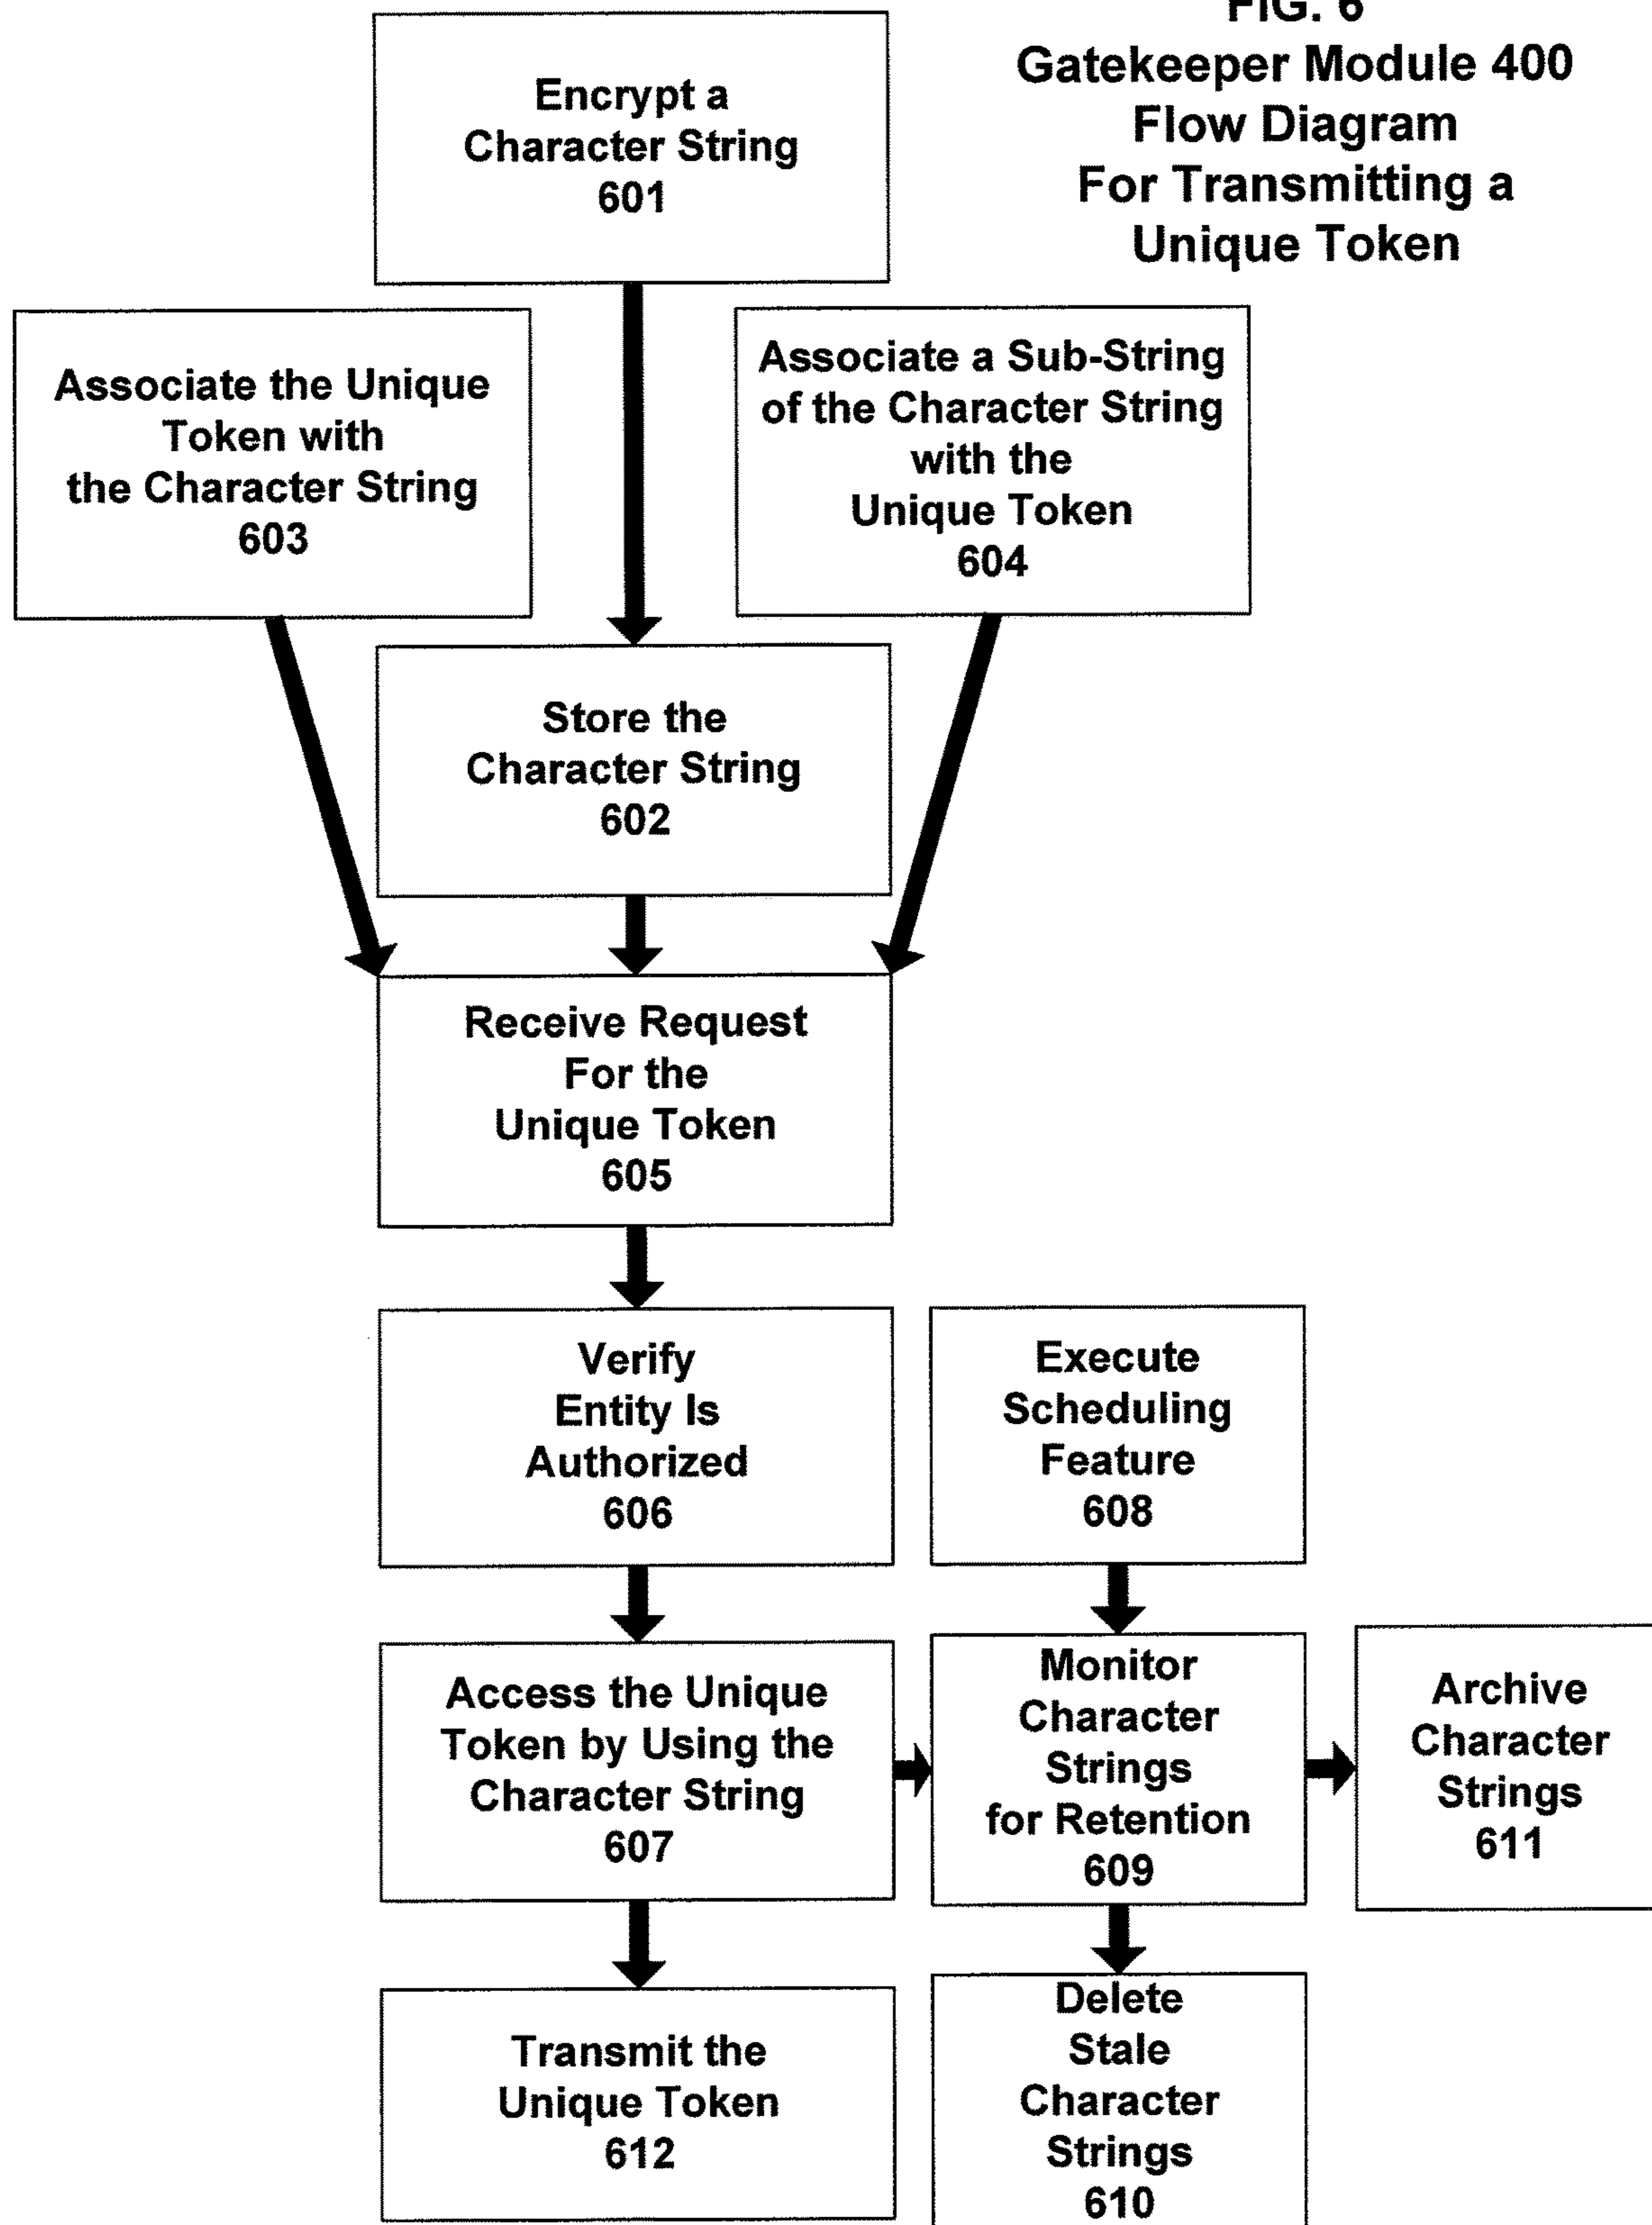 FIG. 6
Gatekeeper Module 400
Flow Diagram
For Transmitting a
Unique Token
Encrypt a
Character String
601
Associate the Unique
Token with
the Character String
603
Associate a Sub-String
of the Character String
with the
Unique Token
604
Store the
Character String
602
Receive Request
For the
Unique Token
605
Verify
Entity Is
Authorized
606
Execute
Scheduling
Feature
608
Access the Unique
Token by Using the
Character String
607
Monitor
Character
Strings
for Retention
609
Archive
Character
Strings
611
Transmit the
Unique Token
612
Delete
Stale
Character
Strings
610